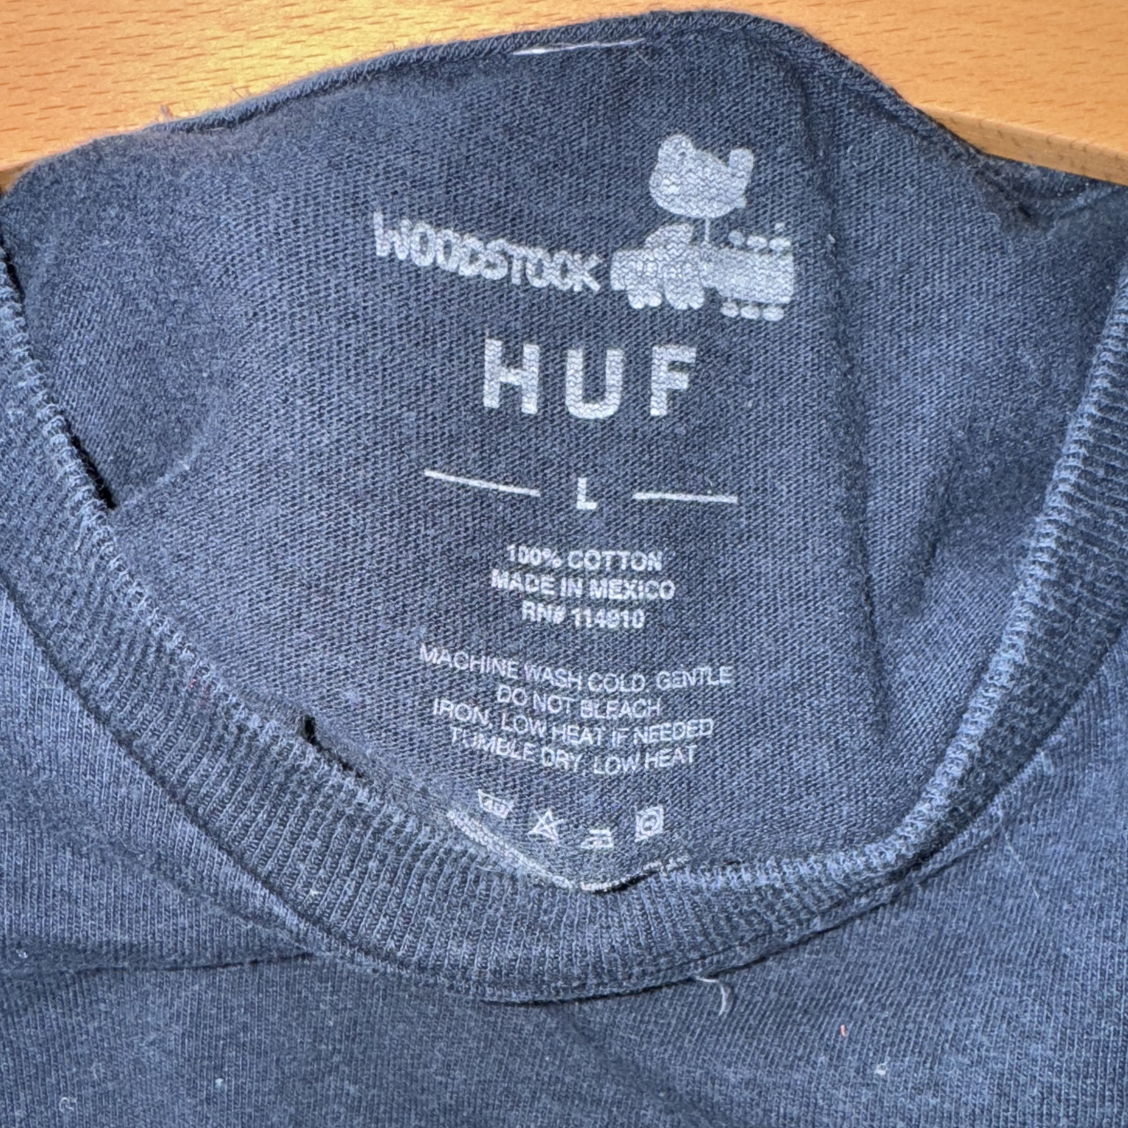 WOODSTOCK
HUF
L
100% COTTON
MADE IN MEXICO
RN# 114910
MACHINE WASH COLD, GENTLE
DO NOT BLEACH
IRON, LOW HEAT IF NEEDED
TUMBLE DRY, LOW HEAT